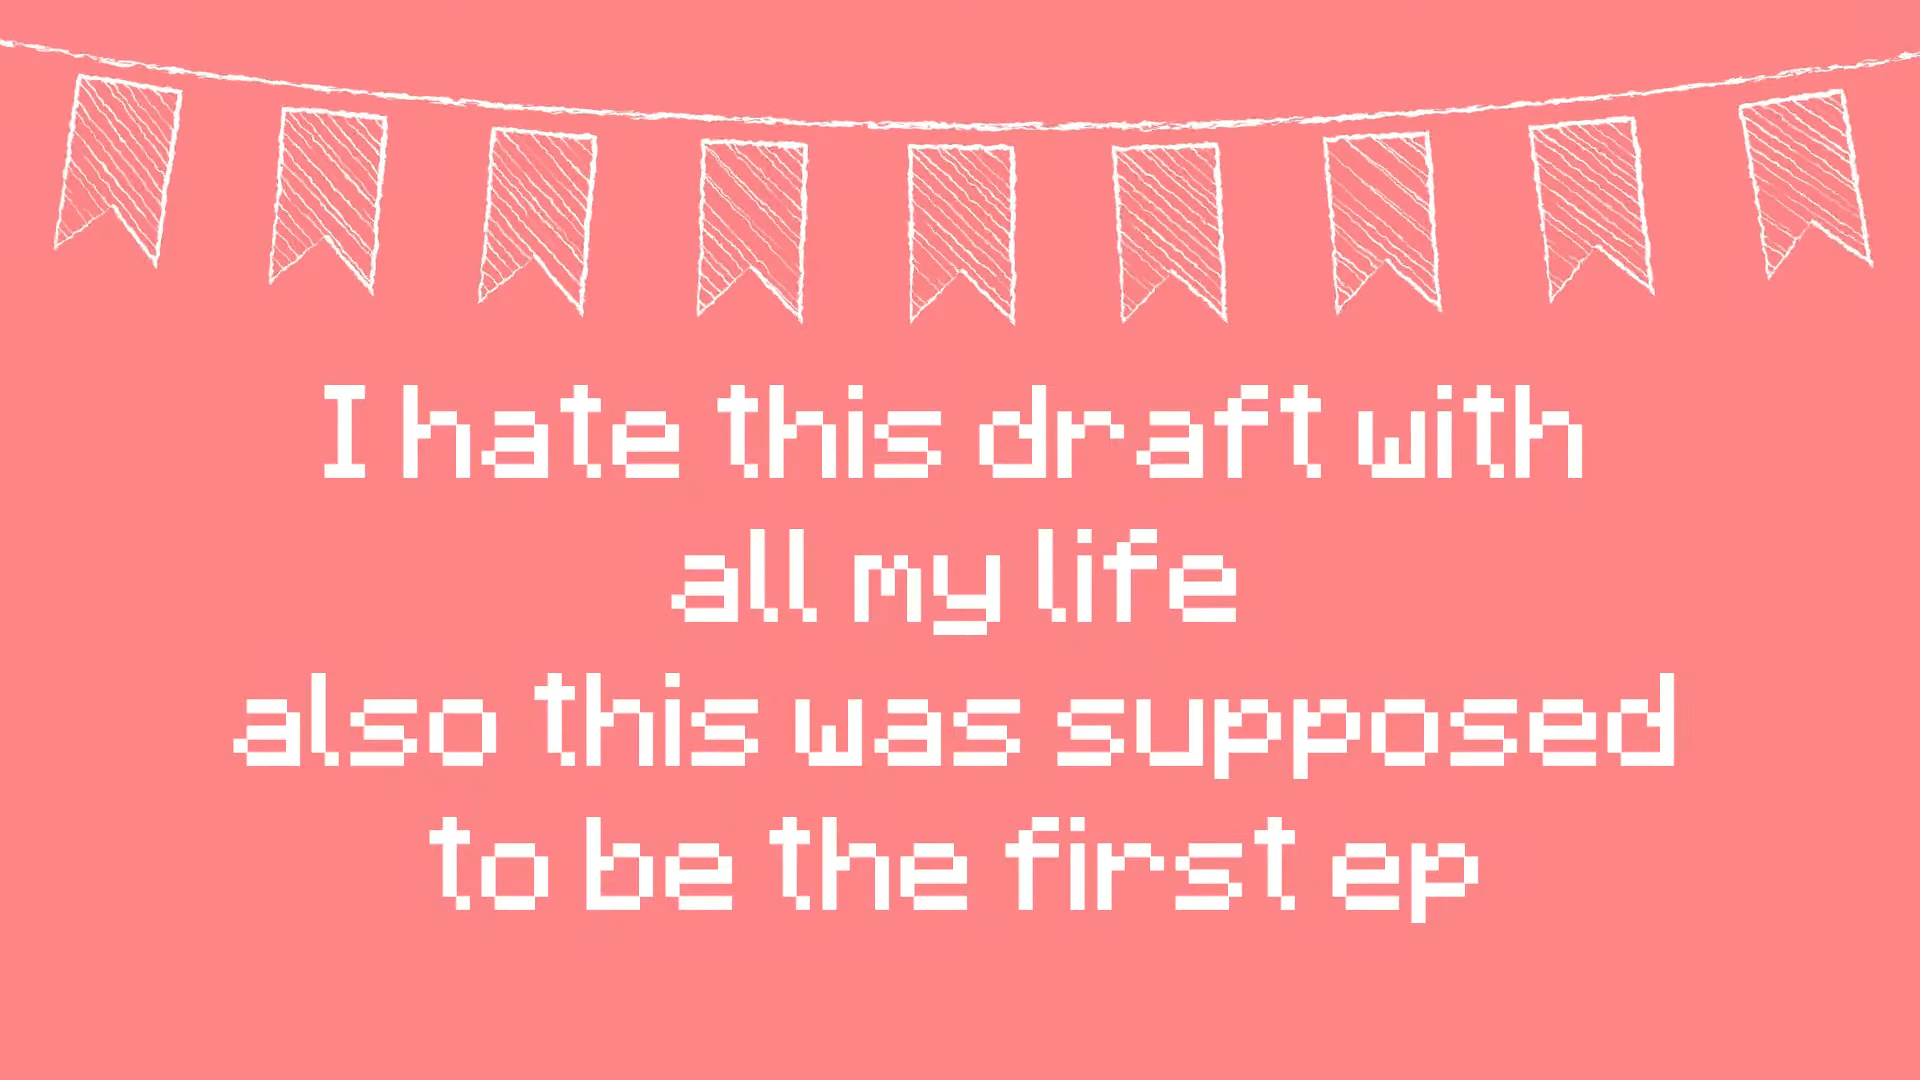 I hate this draft with
all my life
also this was supposed
to be the first ep